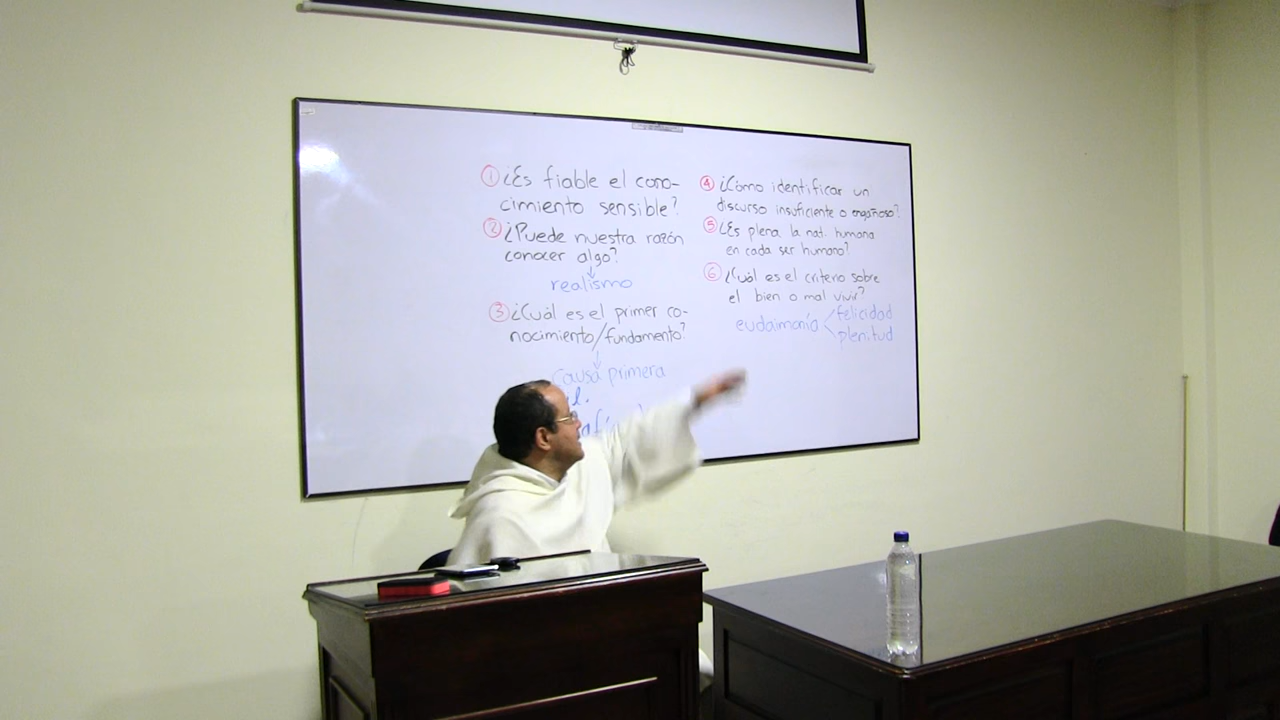 ① ¿Es fiable el cono-
cimiento sensible?
② ¿Puede nuestra razón
conocer algo?
↓
realismo
③ ¿Cuál es el primer co-
nocimiento/fundamento?
↓
causa primera
④ ¿Cómo identificar un
discurso insuficiente o engañoso?
⑤ ¿Es plena la nat. humana
en cada ser humano?
⑥ ¿Cuál es el criterio sobre
el bien o mal vivir?
eudaimonía < felicidad
plenitud